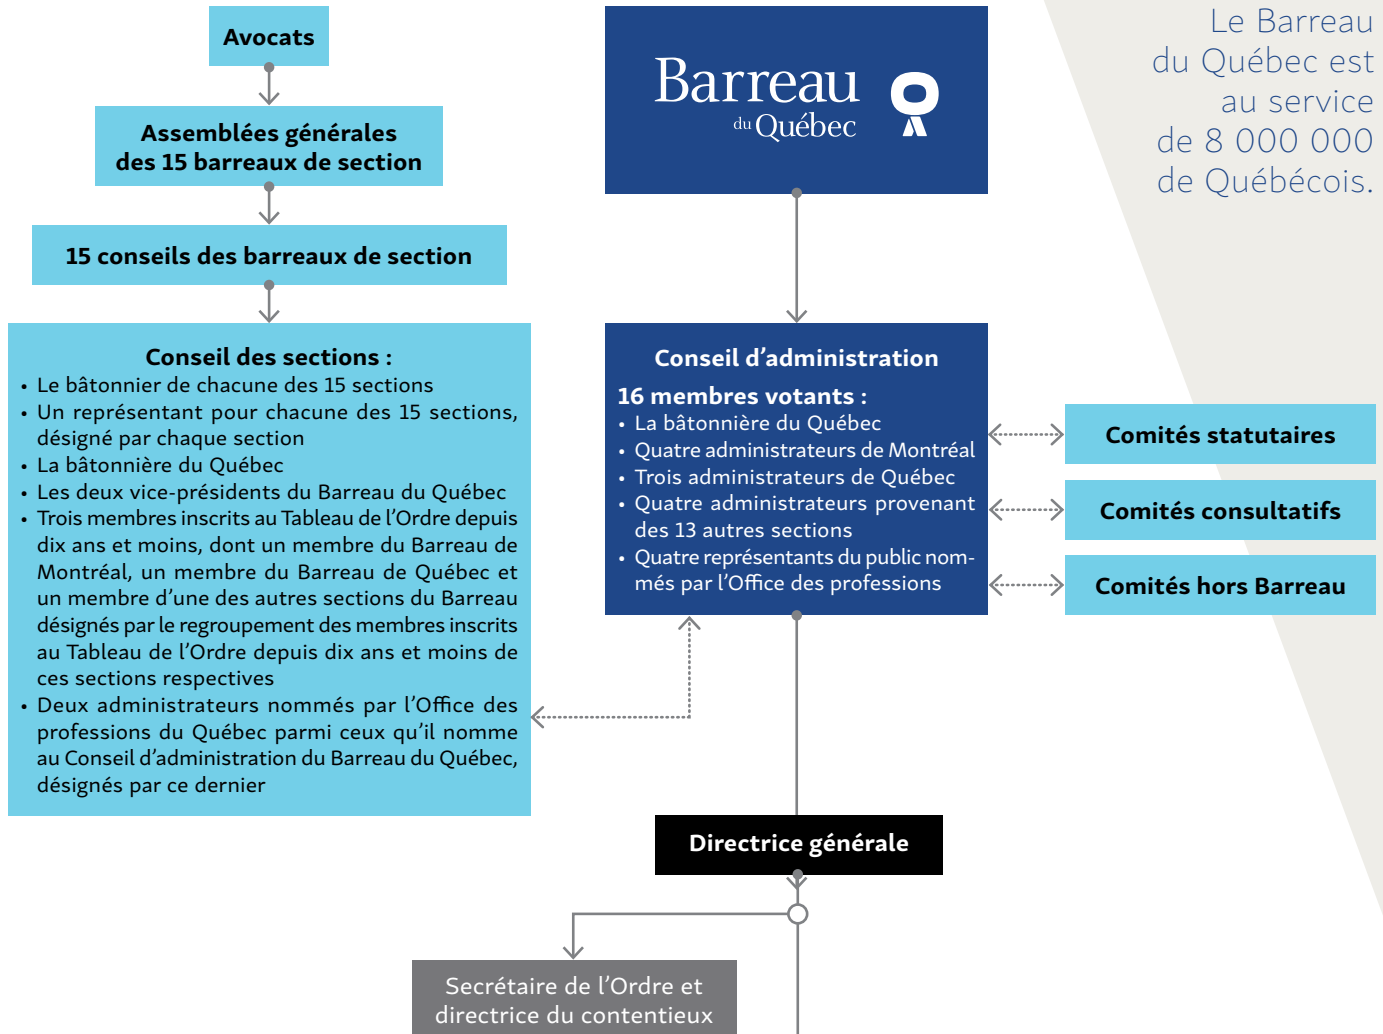 Avocats
Assemblées générales
des 15 barreaux de section
15 conseils des barreaux de section
Conseil des sections :
• Le bâtonnier de chacune des 15 sections
• Un représentant pour chacune des 15 sections,
désigné par chaque section
• La bâtonnière du Québec
• Les deux vice-présidents du Barreau du Québec
• Trois membres inscrits au Tableau de l'Ordre depuis
dix ans et moins, dont un membre du Barreau de
Montréal, un membre du Barreau de Québec et
un membre d'une des autres sections du Barreau
désignés par le regroupement des membres inscrits
au Tableau de l'Ordre depuis dix ans et moins de
ces sections respectives
• Deux administrateurs nommés par l'Office des
professions du Québec parmi ceux qu'il nomme
au Conseil d'administration du Barreau du Québec,
désignés par ce dernier
Barreau
du Québec
Conseil d'administration
16 membres votants :
• La bâtonnière du Québec
• Quatre administrateurs de Montréal
• Trois administrateurs de Québec
• Quatre administrateurs provenant
des 13 autres sections
• Quatre représentants du public nom-
més par l'Office des professions
Comités statutaires
Comités consultatifs
Comités hors Barreau
Directrice générale
Secrétaire de l'Ordre et
directrice du contentieux
Le Barreau
du Québec est
au service
de 8 000 000
de Québécois.